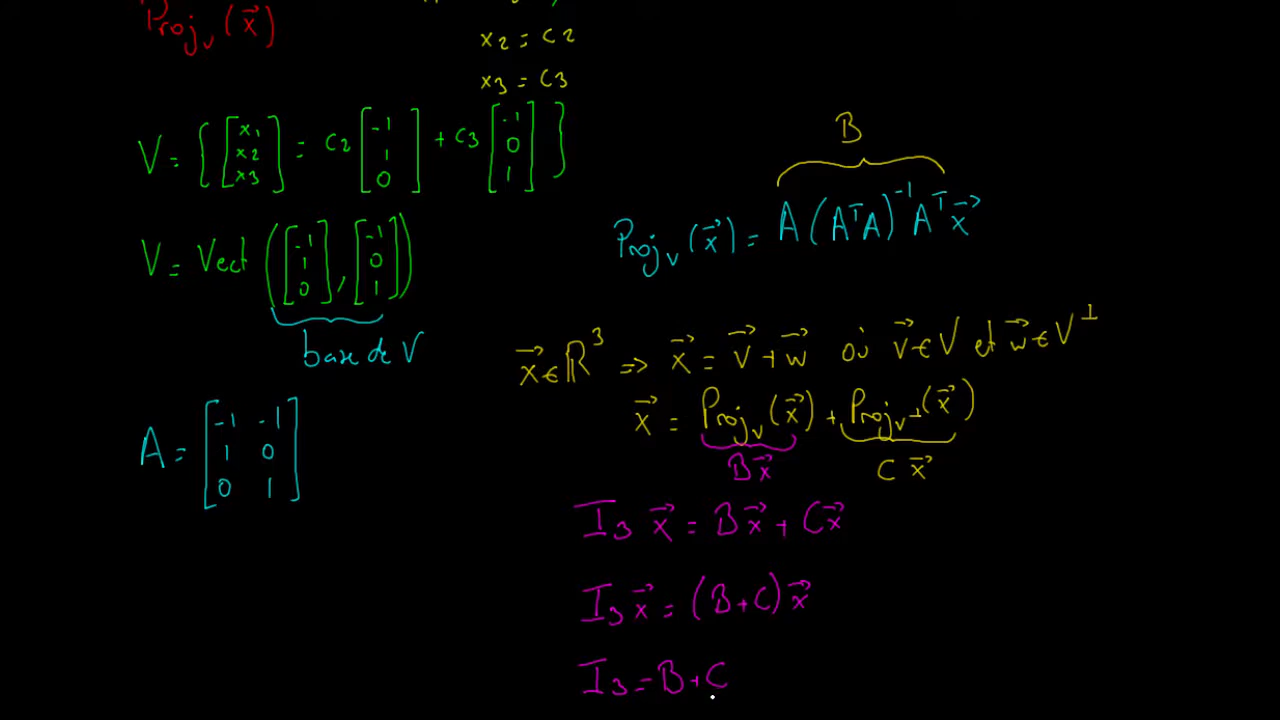 Proj_V (x⃗)
x2 = C2
x3 = C3
V = { [x1 x2 x3] = C2 [-1 1 0] + C3 [-1 0 1] }
V = Vect ( [-1 1 0] , [-1 0 1] )
base de V
A = [-1 -1
1 0
0 1]
B
Proj_V (x⃗) = A (AᵀA)⁻¹ Aᵀ x⃗
x⃗ ∈ ℝ³ => x⃗ = v⃗ + w⃗ où v⃗ ∈ V et w⃗ ∈ V⊥
x⃗ = Proj_V (x⃗) + Proj_V⊥ (x⃗)
Bx⃗ C x⃗
I3 x⃗ = Bx⃗ + Cx⃗
I3 x⃗ = (B+C) x⃗
I3 = B + C